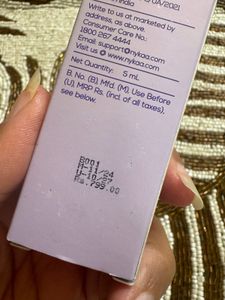 India
Write to us at marketed by
address, as above.
Consumer Care No.:
1800 267 4444
Email: support@nykaa.com
Visit us @ www.nykaa.com
Net Quantity: 5 mL
B. No. (B), Mfd. (M), Use Before
(U), MRP Rs. (incl. of all taxes),
see below.
B001
M-11/24
U-10/27
Rs.799.00